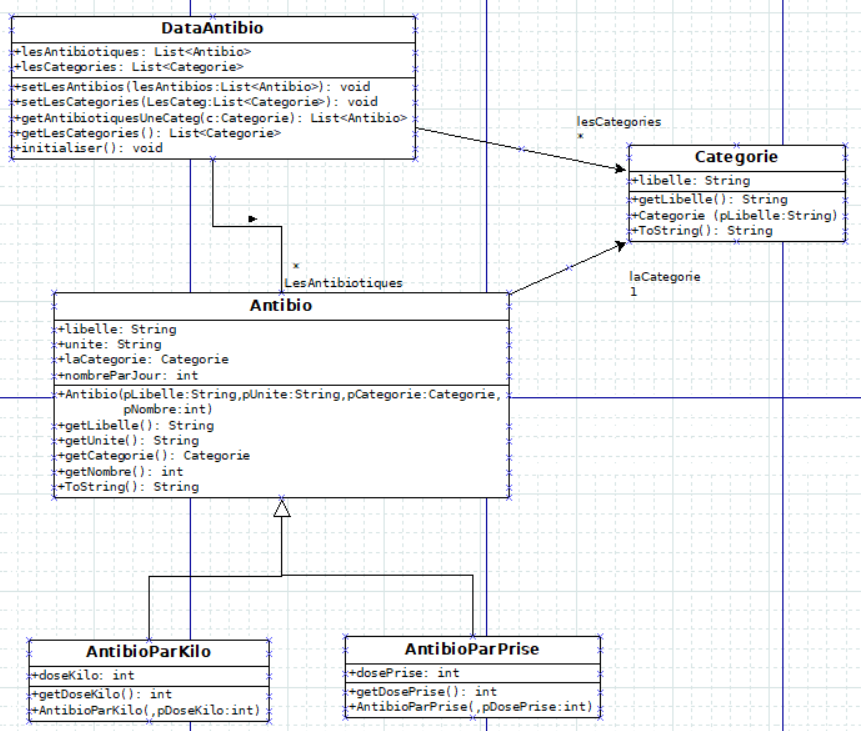 DataAntibio
+lesAntibiotiques: List<Antibio>
+lesCategories: List<Categorie>
+setLesAntibios(lesAntibios:List<Antibio>): void
+setLesCategories(LesCateg:List<Categorie>): void
+getAntibiotiquesUneCateg(c:Categorie): List<Antibio>
+getLesCategories(): List<Categorie>
+initialiser(): void
lesCategories
*
Categorie
+libelle: String
+getLibelle(): String
+Categorie (pLibelle:String)
+ToString(): String
*
LesAntibiotiques
laCategorie
1
Antibio
+libelle: String
+unite: String
+laCategorie: Categorie
+nombreParJour: int
+Antibio(pLibelle:String,pUnite:String,pCategorie:Categorie,
pNombre:int)
+getLibelle(): String
+getUnite(): String
+getCategorie(): Categorie
+getNombre(): int
+ToString(): String
AntibioParKilo
+doseKilo: int
+getDoseKilo(): int
+AntibioParKilo(,pDoseKilo:int)
AntibioParPrise
+dosePrise: int
+getDosePrise(): int
+AntibioParPrise(,pDosePrise:int)